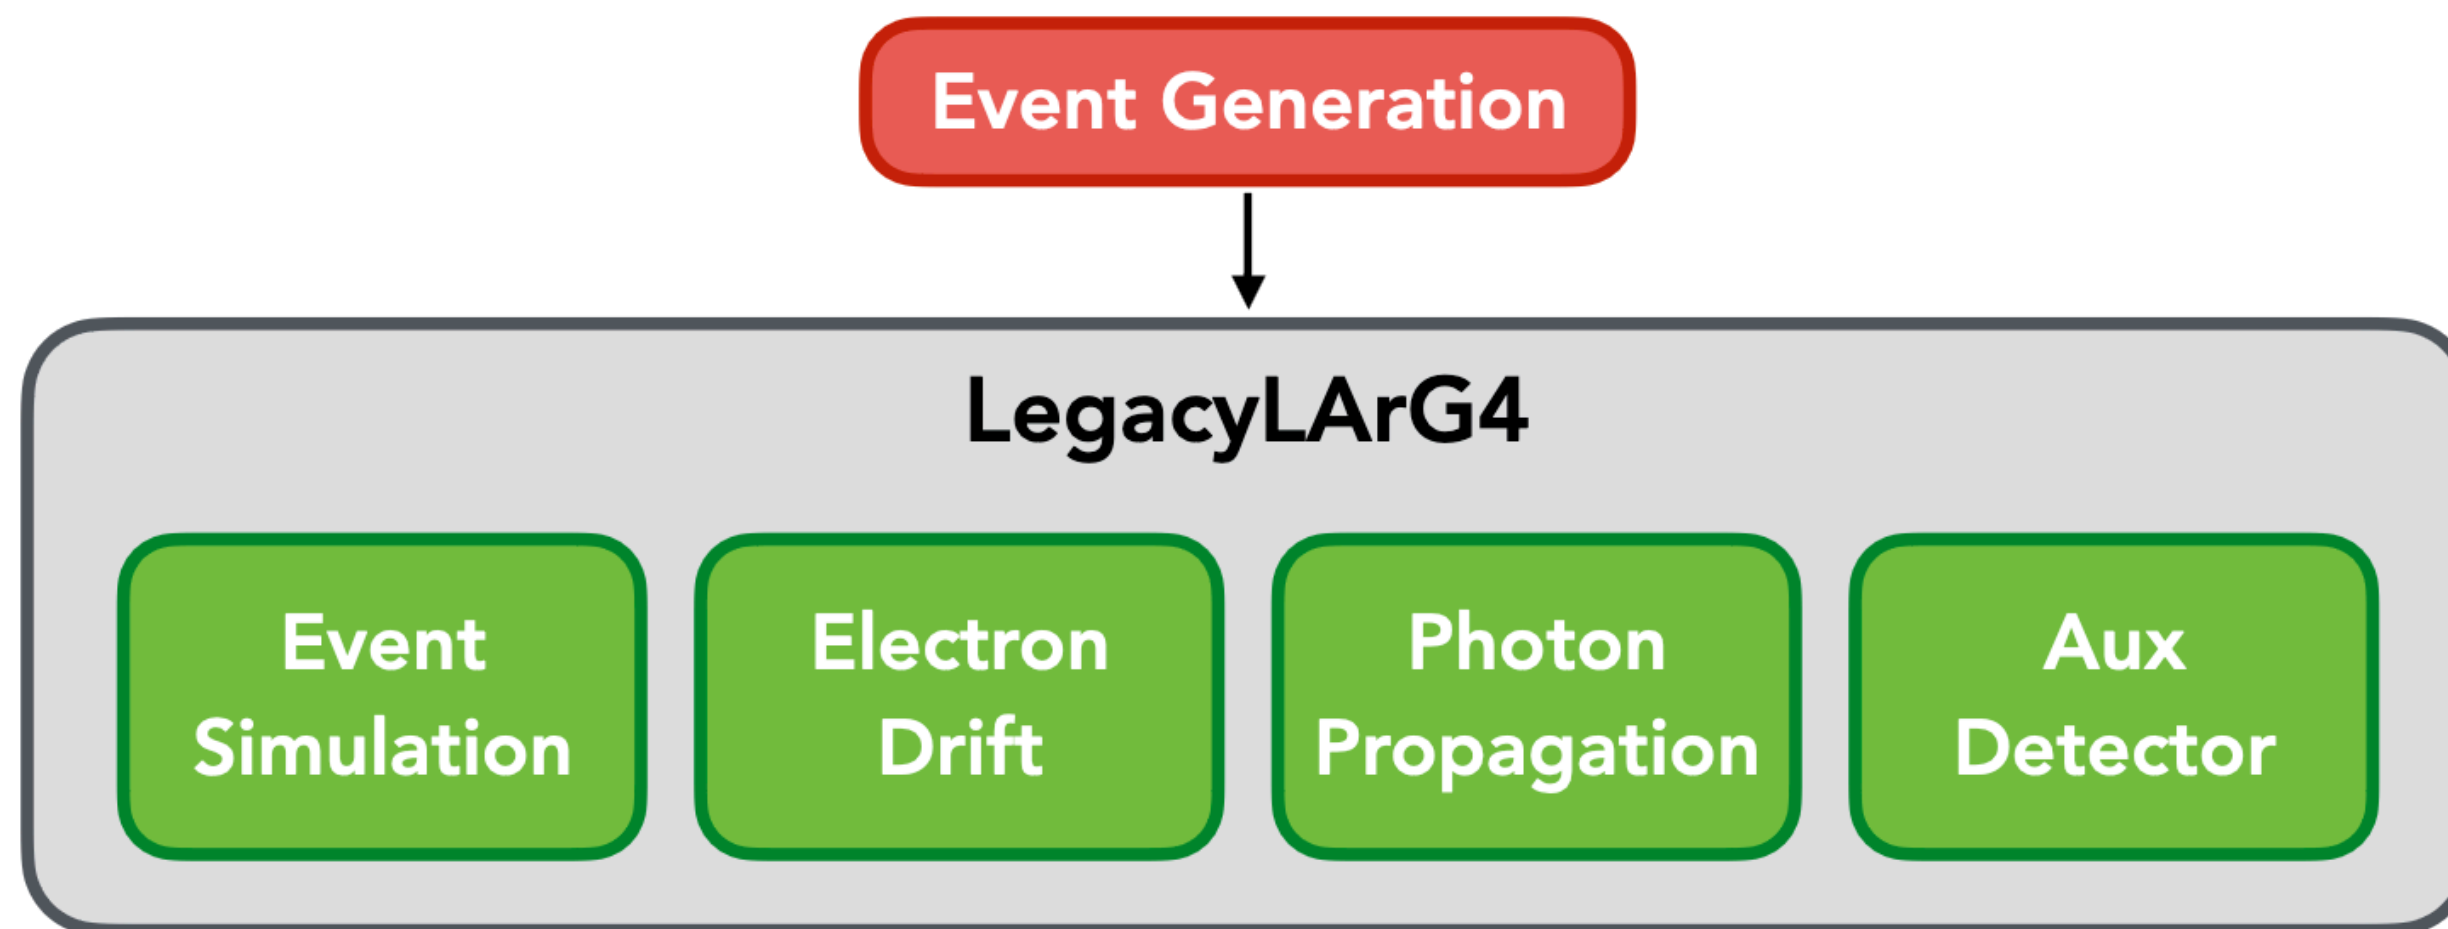 Event Generation
LegacyLArG4
Event
Simulation
Electron
Drift
Photon
Propagation
Aux
Detector